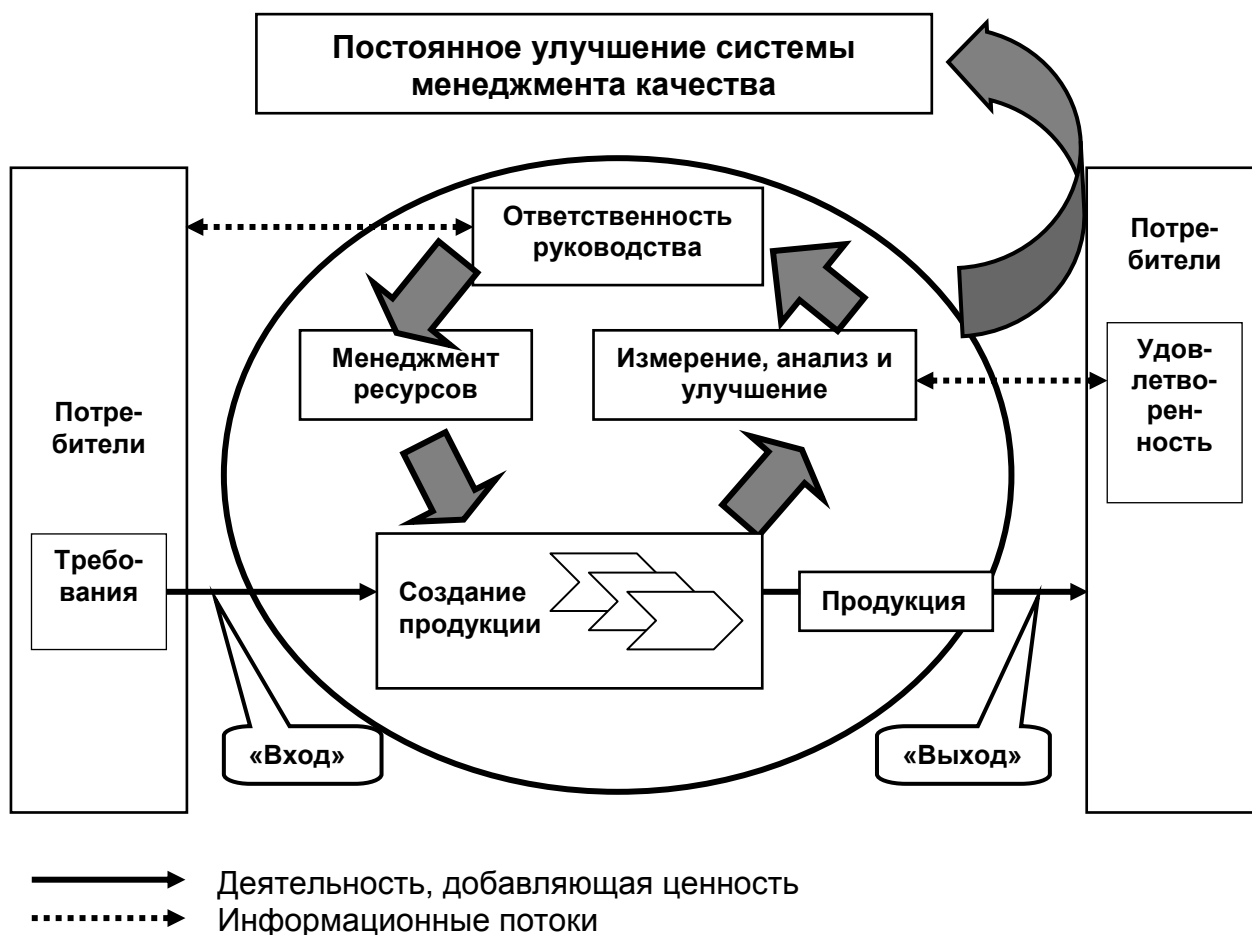 Постоянное улучшение системы
менеджмента качества
Ответственность
руководства
Потре-
бители
Менеджмент
ресурсов
Измерение, анализ и
улучшение
Удов-
летво-
рен-
ность
Потре-
бители
Требо-
вания
Создание
продукции
Продукция
«Вход»
«Выход»
Деятельность, добавляющая ценность
Информационные потоки